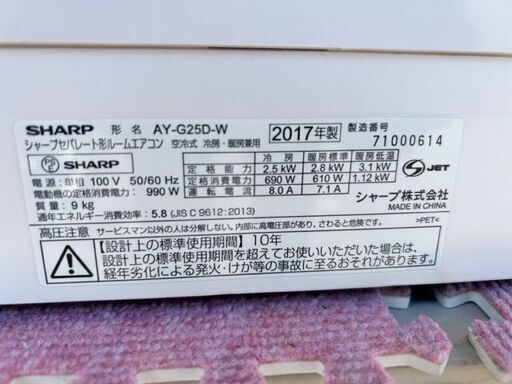 SHARP 形名 AY-G25D-W 2017年製 製造番号 71000614
シャープセパレート形ルームエアコン 空冷式 冷房・暖房兼用
PS E SHARP
冷房 暖房標準 暖房低温
定格能力 2.5 kW 2.8 kW 3.1 kW
定格消費電力 690 W 610 W 1.12 kW
運転電流 8.0 A 7.1 A
電源:単相 100 V 50/60 Hz
電動機の定格消費電力: 990 W
質量: 9 kg
通年エネルギー消費効率: 5.8 (JIS C 9612:2013)
S JET
シャープ株式会社
MADE IN CHINA
高圧注意 サービスマン以外の人は分解しない。内部に高電圧部があり、さわると危険。
>PET<
【設計上の標準使用期間】10年
設計上の標準使用期間を超えてお使いいただいた場合は、
経年劣化による発火・けが等の事故に至るおそれがあります。